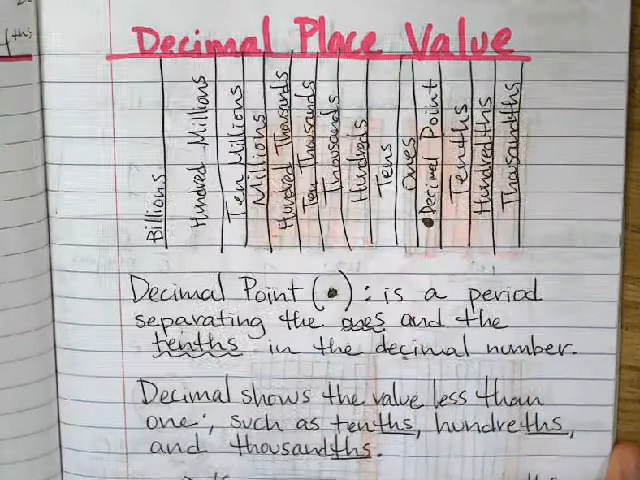 ths
Decimal Place Value
Billions
Hundred Millions
Ten Millions
Millions
Hundred Thousands
Ten Thousands
Thousands
Hundreds
Tens
Ones
•Decimal Point
Tenths
Hundredths
Thousandths
Decimal Point (•): is a period
separating the ones and the
tenths in the decimal number.
Decimal shows the value less than
one; such as tenths, hundreths,
and thousandths.